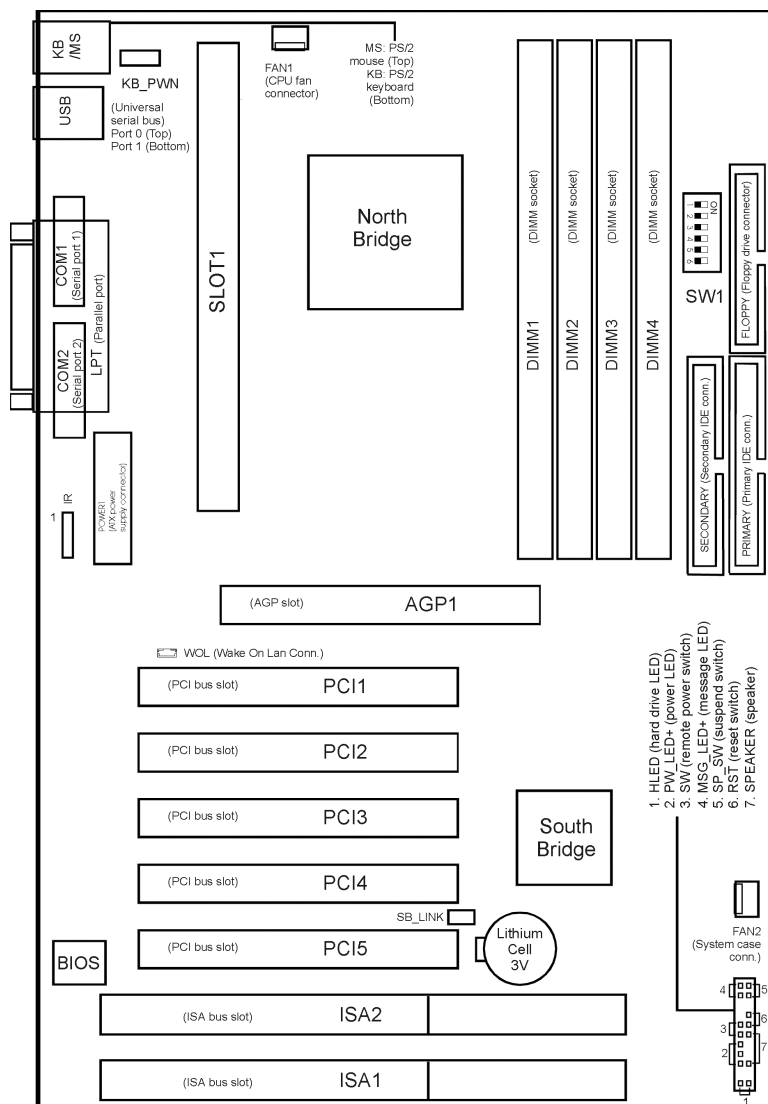 KB
/MS
KB_PWN
USB
(Universal
serial bus)
Port 0 (Top)
Port 1 (Bottom)
FAN1
(CPU fan
connector)
MS: PS/2
mouse (Top)
KB: PS/2
keyboard
(Bottom)
North
Bridge
SLOT1
COM1
(Serial port 1)
COM2
(Serial port 2)
LPT (Parallel port)
1
IR
POWER1
(ATX power
supply connector)
DIMM1 (DIMM socket)
DIMM2 (DIMM socket)
DIMM3 (DIMM socket)
DIMM4 (DIMM socket)
ON
1
2
3
4
5
6
SW1
FLOPPY (Floppy drive connector)
SECONDARY (Secondary IDE conn.)
PRIMARY (Primary IDE conn.)
(AGP slot) AGP1
WOL (Wake On Lan Conn.)
(PCI bus slot) PCI1
(PCI bus slot) PCI2
(PCI bus slot) PCI3
(PCI bus slot) PCI4
SB_LINK
(PCI bus slot) PCI5
South
Bridge
Lithium
Cell
3V
BIOS
(ISA bus slot) ISA2
(ISA bus slot) ISA1
1. HLED (hard drive LED)
2. PW_LED+ (power LED)
3. SW (remote power switch)
4. MSG_LED+ (message LED)
5. SP_SW (suspend switch)
6. RST (reset switch)
7. SPEAKER (speaker)
FAN2
(System case
conn.)
4
5
6
3
2
7
1